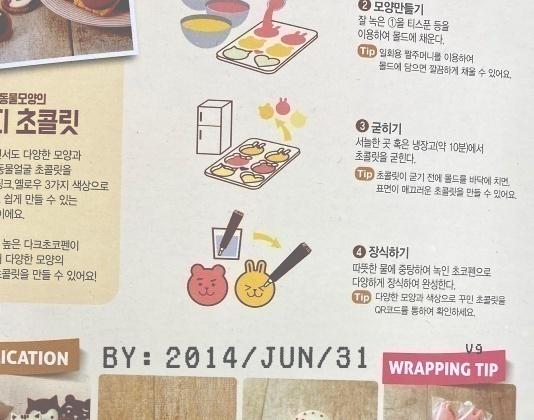 ❷ 모양만들기
잘 녹은 ①을 티스푼 등을
이용하여 몰드에 채운다.
Tip 일회용 짤주머니를 이용하여
몰드에 담으면 깔끔하게 채울 수 있어요.
동물모양의
초콜릿
다양한 모양과
동물얼굴 초콜릿을
핑크,옐로우 3가지 색상으로
쉽게 만들 수 있는
이에요.
높은 다크초코펜이
다양한 모양의
초콜릿을 만들 수 있어요!
❸ 굳히기
서늘한 곳 혹은 냉장고(약 10분)에서
초콜릿을 굳힌다.
Tip 초콜릿이 굳기 전에 몰드를 바닥에 치면,
표면이 매끄러운 초콜릿을 만들 수 있어요.
❹ 장식하기
따뜻한 물에 중탕하여 녹인 초코펜으로
다양하게 장식하여 완성한다.
Tip 다양한 모양과 색상으로 꾸민 초콜릿을
QR코드를 통하여 확인하세요.
ICATION
BY: 2014/JUN/31
V9
WRAPPING TIP